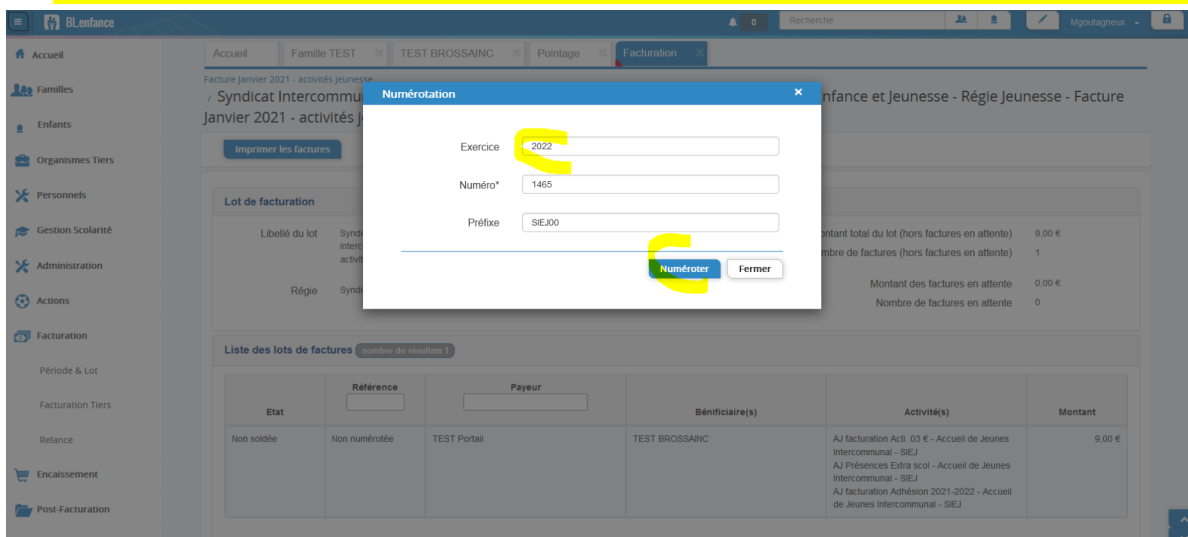 BLenfance
0
Recherche
Mgoutagneux
Accueil
Familles
Enfants
Organismes Tiers
Personnels
Gestion Scolarité
Administration
Actions
Facturation
Période & Lot
Facturation Tiers
Relance
Encaissement
Post-Facturation
Accueil
Famille TEST
TEST BROSSAINC
Pointage
Facturation
Facture Janvier 2021 - activités jeunesse
/ Syndicat Intercommu
nfance et Jeunesse - Régie Jeunesse - Facture
Janvier 2021 - activités j
Imprimer les factures
Numérotation
Exercice 2022
Numéro* 1465
Préfixe SIEJ00
Numéroter Fermer
Lot de facturation
Libellé du lot
Synd
Interc
activit
Régie Synd
ontant total du lot (hors factures en attente) 9,00 €
mbre de factures (hors factures en attente) 1
Montant des factures en attente 0,00 €
Nombre de factures en attente 0
Liste des lots de factures nombre de résultats 1
Etat Référence Payeur Bénificiaire(s) Activité(s) Montant
Non soldée Non numérotée TEST Portail TEST BROSSAINC AJ facturation Acti. 03 € - Accueil de Jeunes 9,00 €
Intercommunal - SIEJ
AJ Présences Extra scol - Accueil de Jeunes
Intercommunal - SIEJ
AJ facturation Adhésion 2021-2022 - Accueil
de Jeunes Intercommunal - SIEJ